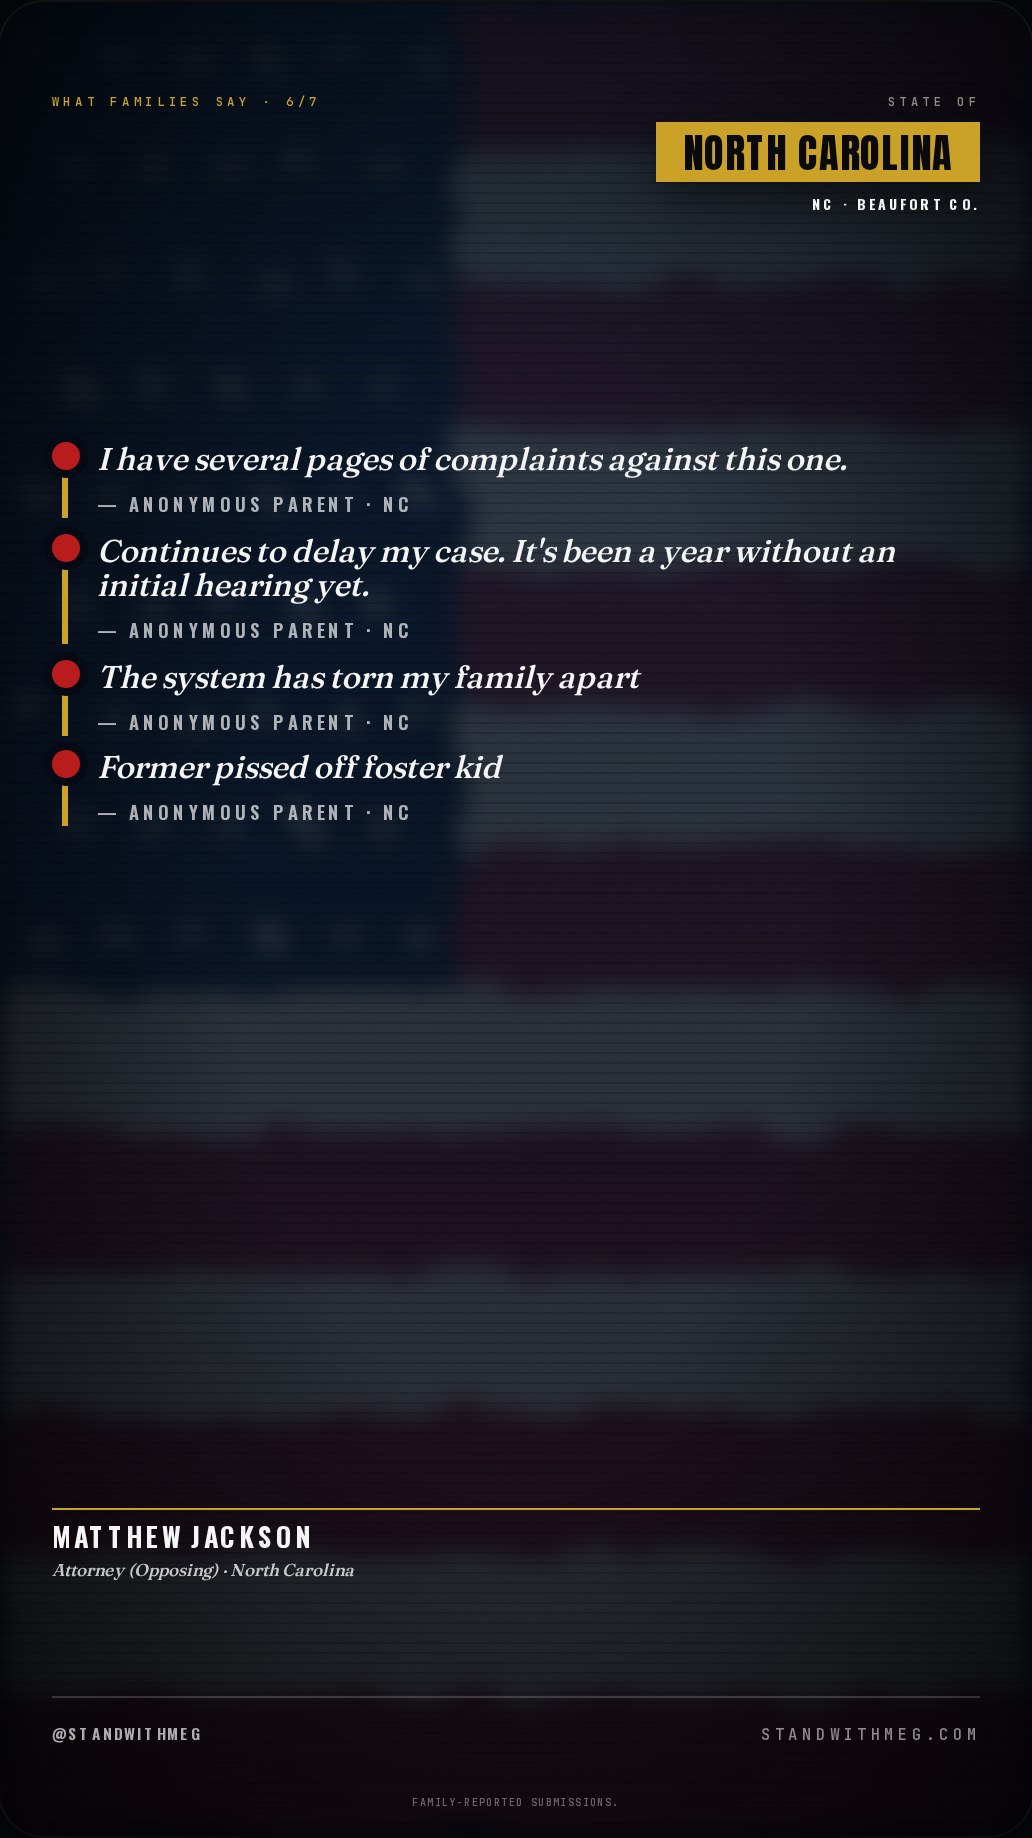 WHAT FAMILIES SAY · 6/7
STATE OF
NORTH CAROLINA
NC · BEAUFORT CO.
I have several pages of complaints against this one.
— ANONYMOUS PARENT · NC
Continues to delay my case. It's been a year without an
initial hearing yet.
— ANONYMOUS PARENT · NC
The system has torn my family apart
— ANONYMOUS PARENT · NC
Former pissed off foster kid
— ANONYMOUS PARENT · NC
MATTHEW JACKSON
Attorney (Opposing) · North Carolina
@STANDWITHMEG
STANDWITHMEG.COM
FAMILY-REPORTED SUBMISSIONS.